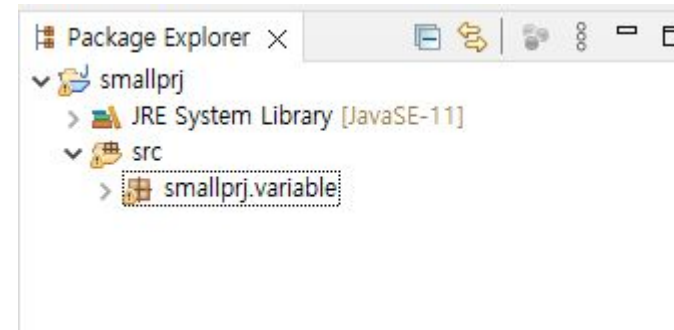 Package Explorer
smallprj
JRE System Library [JavaSE-11]
src
smallprj.variable